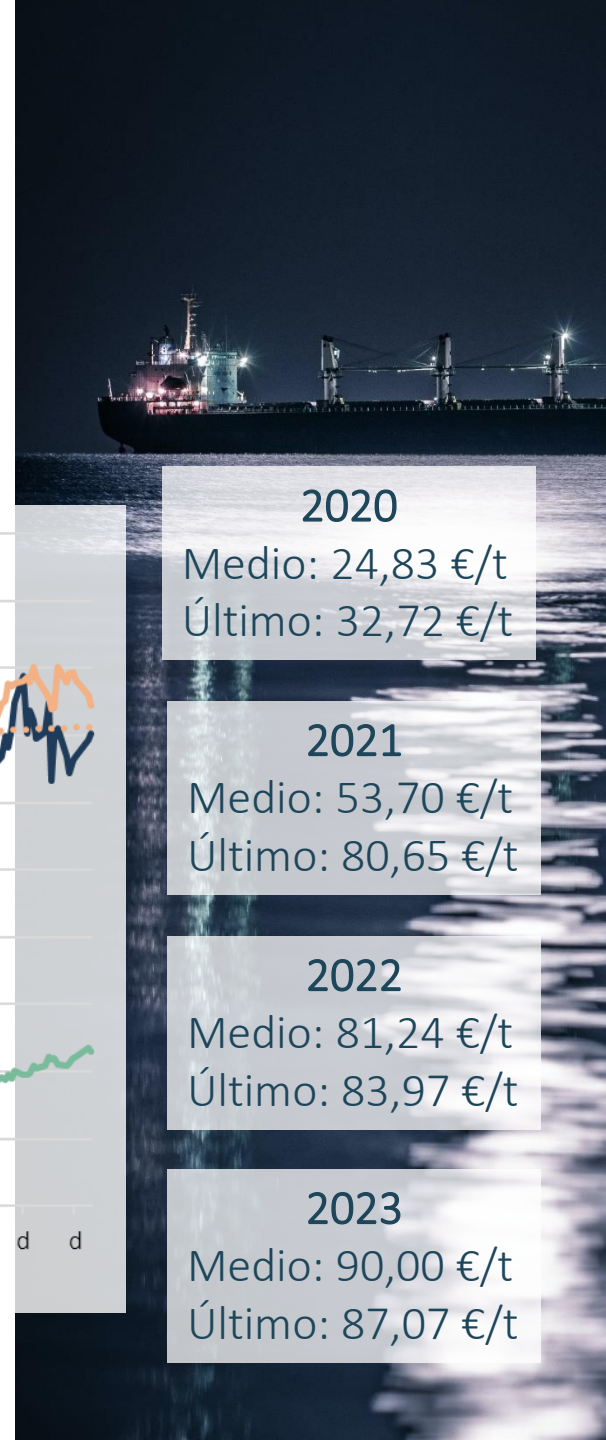 2020
Medio: 24,83 €/t
Último: 32,72 €/t
2021
Medio: 53,70 €/t
Último: 80,65 €/t
2022
Medio: 81,24 €/t
Último: 83,97 €/t
2023
Medio: 90,00 €/t
Último: 87,07 €/t
d d